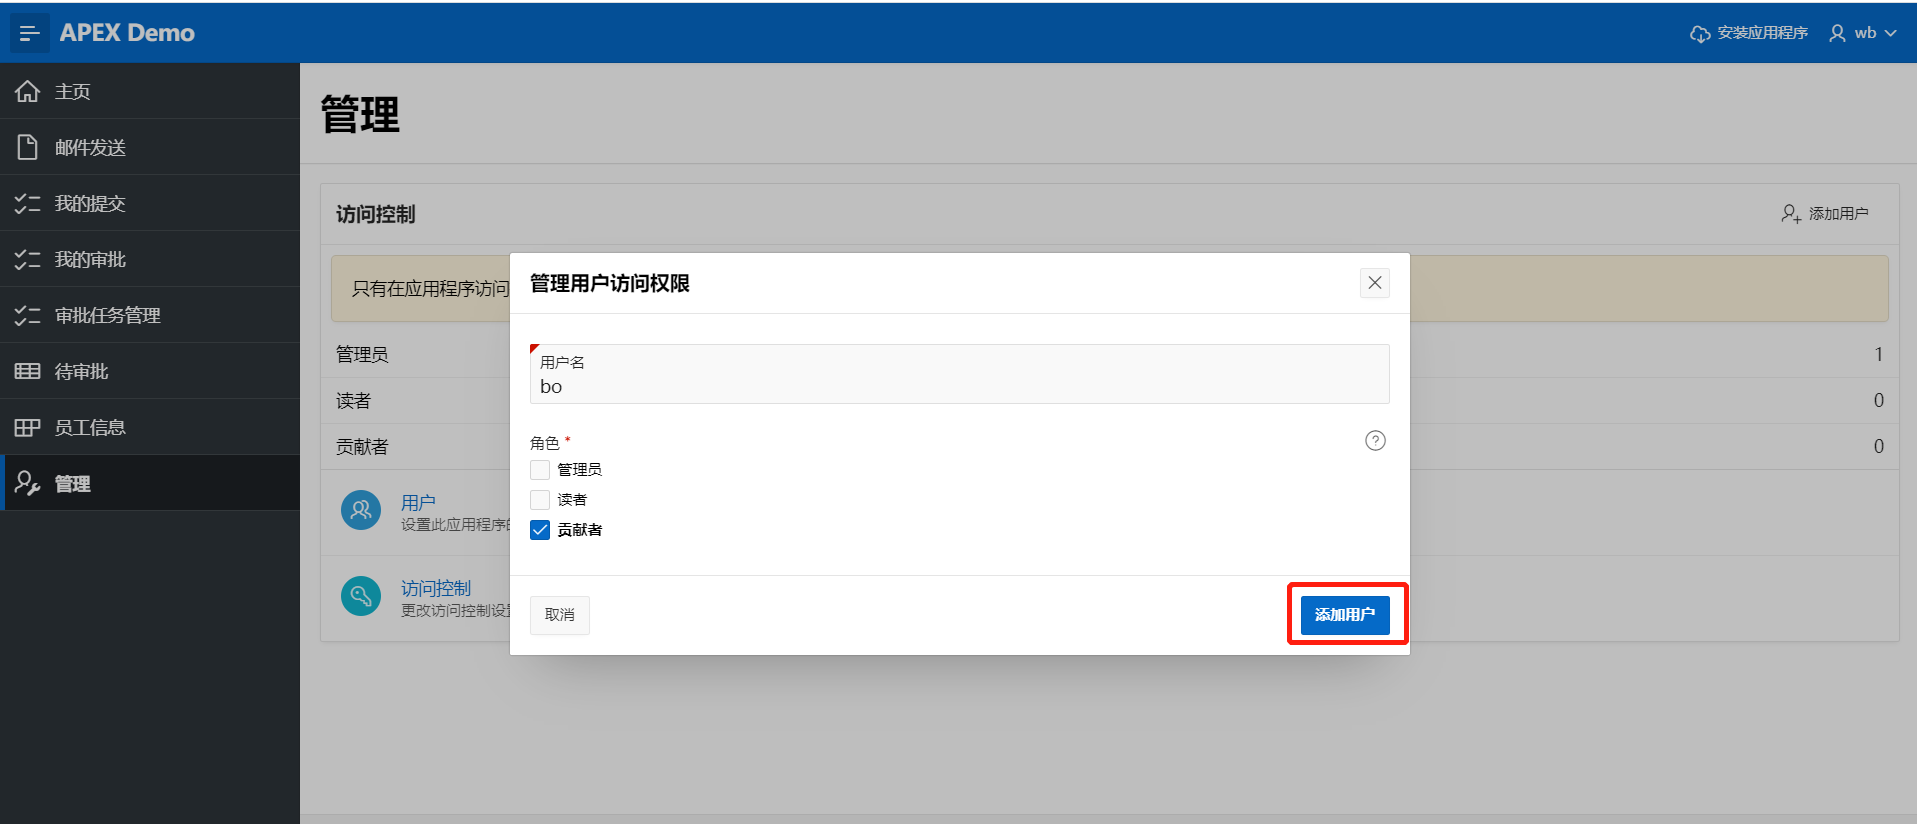 APEX Demo
安装应用程序
wb
主页
邮件发送
我的提交
我的审批
审批任务管理
待审批
员工信息
管理
管理
访问控制
添加用户
只有在应用程序访问
管理员
1
读者
0
贡献者
0
用户
设置此应用程序
访问控制
更改访问控制设
管理用户访问权限
用户名
bo
角色 *
?
管理员
读者
贡献者
取消
添加用户